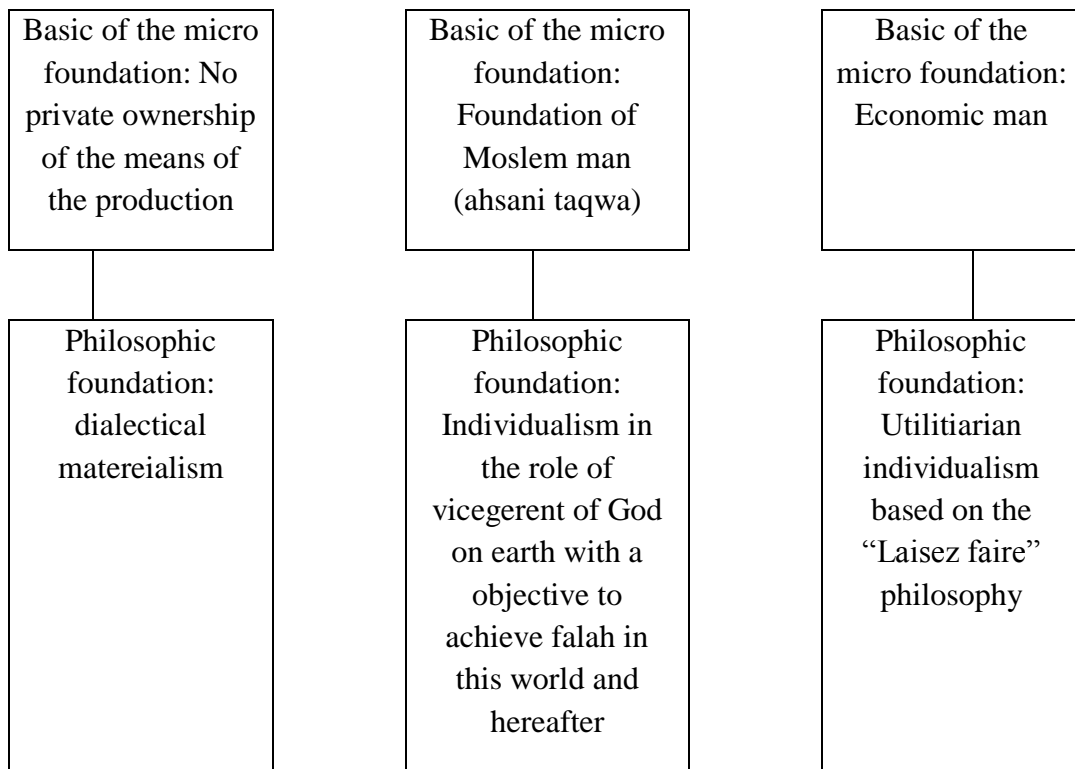 Basic of the micro
foundation: No
private ownership
of the means of
the production
Basic of the micro
foundation:
Foundation of
Moslem man
(ahsani taqwa)
Basic of the
micro foundation:
Economic man
Philosophic
foundation:
dialectical
matereialism
Philosophic
foundation:
Individualism in
the role of
vicegerent of God
on earth with a
objective to
achieve falah in
this world and
hereafter
Philosophic
foundation:
Utilitiarian
individualism
based on the
“Laisez faire”
philosophy